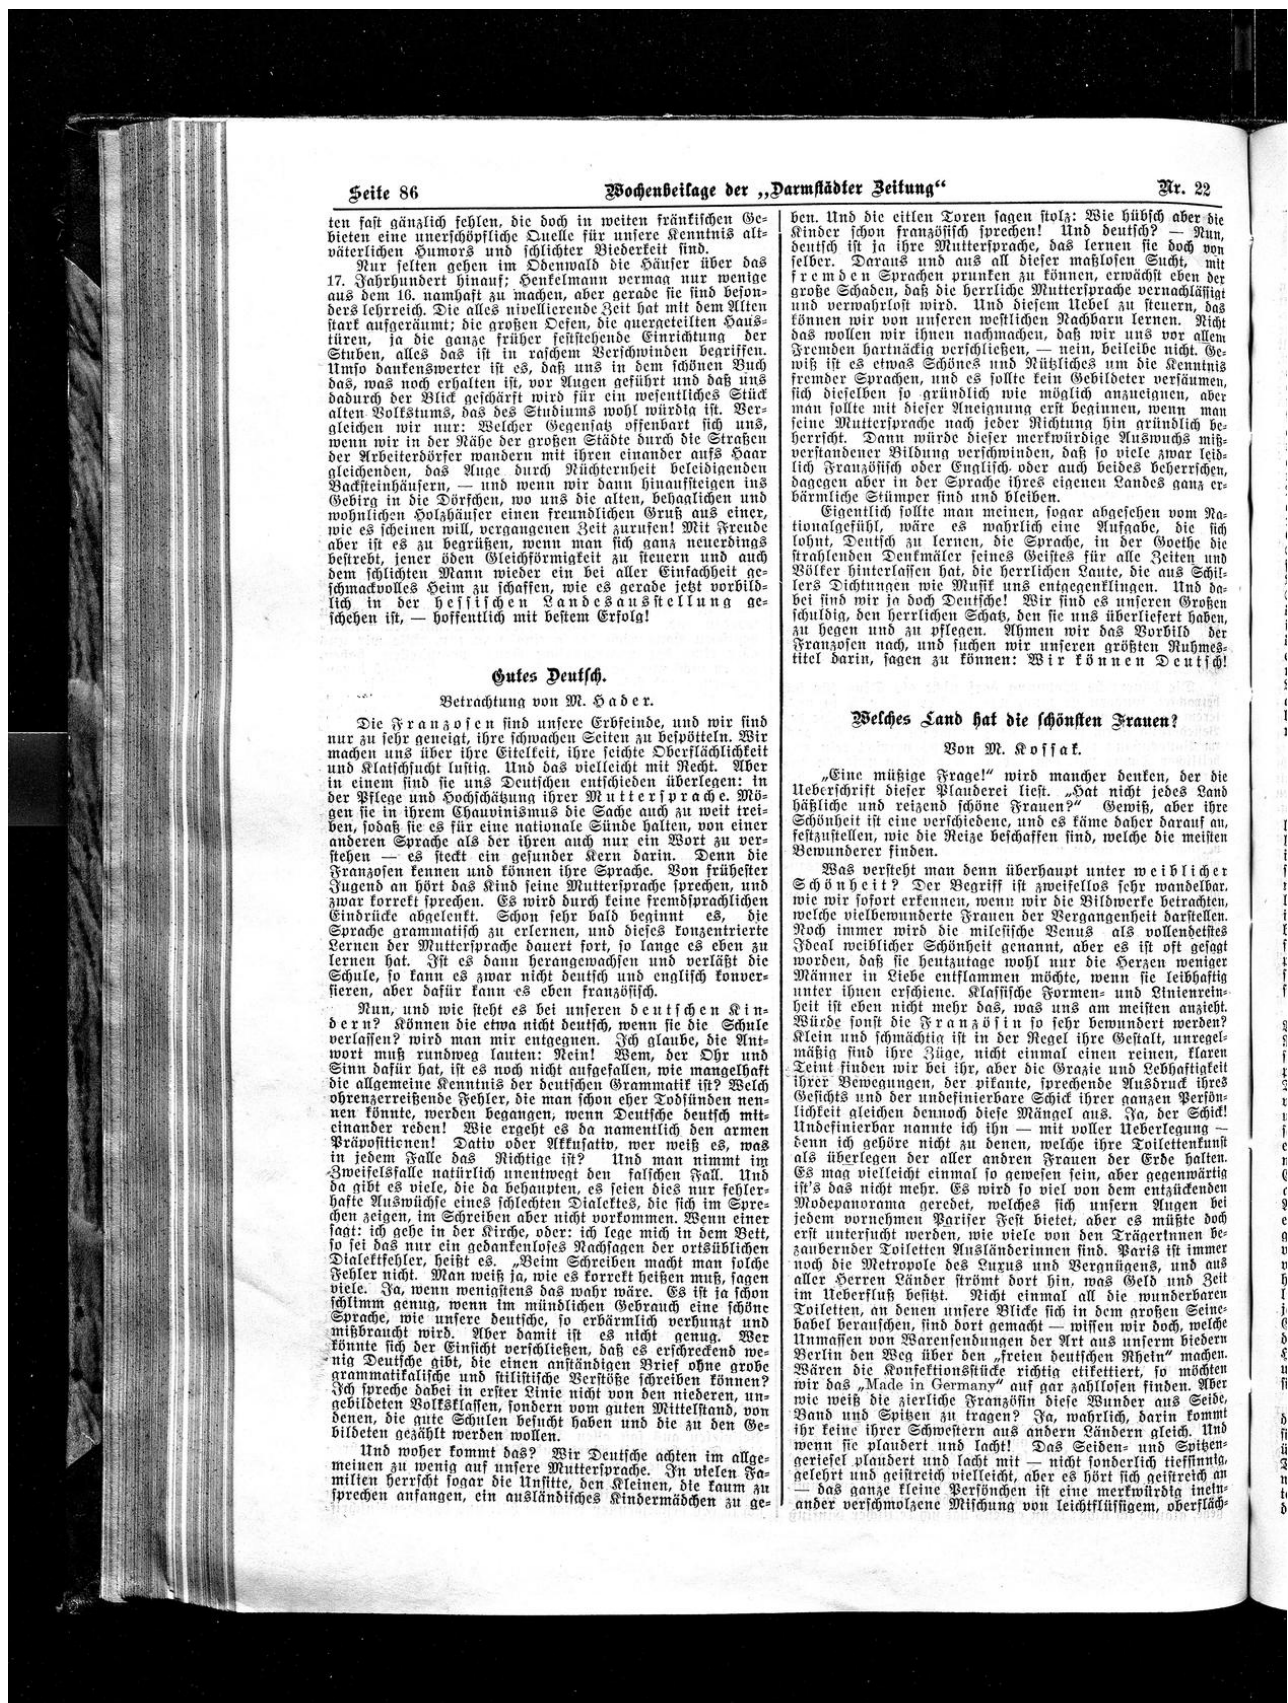 Seite 86
Wochenbeilage der „Darmstädter Zeitung“
Nr. 22
ten fast gänzlich fehlen, die doch in weiten fränkischen Ge-
bieten eine unerschöpfliche Quelle für unsere Kenntnis alt-
väterlichen Humors und schlichter Biederkeit sind.
Nur selten gehen im Odenwald die Häuser über das
17. Jahrhundert hinauf; Henkelmann vermag nur wenige
aus dem 16. namhaft zu machen, aber gerade sie sind beson-
ders lehrreich. Die alles nivellierende Zeit hat mit dem Alten
stark aufgeräumt; die großen Oefen, die quergeteilten Haus-
türen, ja die ganze früher feststehende Einrichtung der
Stuben, alles das ist in raschem Verschwinden begriffen.
Umso dankenswerter ist es, daß uns in dem schönen Buch
das, was noch erhalten ist, vor Augen geführt und daß uns
dadurch der Blick geschärft wird für ein wesentliches Stück
alten Volkstums, das des Studiums wohl würdig ist. Ver-
gleichen wir nur: Welcher Gegensatz offenbart sich uns,
wenn wir in der Nähe der großen Städte durch die Straßen
der Arbeiterdörfer wandern mit ihren einander aufs Haar
gleichenden, das Auge durch Nüchternheit beleidigenden
Backsteinhäusern, — und wenn wir dann hinaufsteigen ins
Gebirg in die Dörfchen, wo uns die alten, behaglichen und
wohnlichen Holzhäuser einen freundlichen Gruß aus einer,
wie es scheinen will, vergangenen Zeit zurufen! Mit Freude
aber ist es zu begrüßen, wenn man sich ganz neuerdings
bestrebt, jener öden Gleichförmigkeit zu steuern und auch
dem schlichten Mann wieder ein bei aller Einfachheit ge-
schmackvolles Heim zu schaffen, wie es gerade jetzt vorbild-
lich in der hessischen Landesausstellung ge-
schehen ist, — hoffentlich mit bestem Erfolg!
Gutes Deutsch.
Betrachtung von M. Hader.
Die Franzosen sind unsere Erbfeinde, und wir sind
nur zu sehr geneigt, ihre schwachen Seiten zu bespötteln. Wir
machen uns über ihre Eitelkeit, ihre seichte Oberflächlichkeit
und Klatschsucht lustig. Und das vielleicht mit Recht. Aber
in einem sind sie uns Deutschen entschieden überlegen: in
der Pflege und Hochschätzung ihrer Muttersprache. Mö-
gen sie in ihrem Chauvinismus die Sache auch zu weit trei-
ben, sodaß sie es für eine nationale Sünde halten, von einer
anderen Sprache als der ihren auch nur ein Wort zu ver-
stehen — es steckt ein gesunder Kern darin. Denn die
Franzosen kennen und können ihre Sprache. Von frühester
Jugend an hört das Kind seine Muttersprache sprechen, und
zwar korrekt sprechen. Es wird durch keine fremdsprachlichen
Eindrücke abgelenkt. Schon sehr bald beginnt es, die
Sprache grammatisch zu erlernen, und dieses konzentrierte
Lernen der Muttersprache dauert fort, so lange es eben zu
lernen hat. Ist es dann herangewachsen und verläßt die
Schule, so kann es zwar nicht deutsch und englisch konver-
sieren, aber dafür kann es eben französisch.
Nun, und wie steht es bei unseren deutschen Kin-
dern? Können die etwa nicht deutsch, wenn sie die Schule
verlassen? wird man mir entgegnen. Ich glaube, die Ant-
wort muß rundweg lauten: Nein! Wem, der Ohr und
Sinn dafür hat, ist es noch nicht aufgefallen, wie mangelhaft
die allgemeine Kenntnis der deutschen Grammatik ist? Welch
ohrenzerreißende Fehler, die man schon eher Todsünden nen-
nen könnte, werden begangen, wenn Deutsche deutsch mit-
einander reden! Wie ergeht es da namentlich den armen
Präpositionen! Dativ oder Akkusativ, wer weiß es, was
in jedem Falle das Richtige ist? Und man nimmt im
Zweifelsfalle natürlich unentwegt den falschen Fall. Und
da gibt es viele, die da behaupten, es seien dies nur fehler-
hafte Auswüchse eines schlechten Dialektes, die sich im Spre-
chen zeigen, im Schreiben aber nicht vorkommen. Wenn einer
sagt: ich gehe in der Kirche, oder: ich lege mich in dem Bett,
so sei das nur ein gedankenloses Nachsagen der ortsüblichen
Dialektfehler, heißt es. „Beim Schreiben macht man solche
Fehler nicht. Man weiß ja, wie es korrekt heißen muß, sagen
viele. Ja, wenn wenigstens das wahr wäre. Es ist ja schon
schlimm genug, wenn im mündlichen Gebrauch eine schöne
Sprache, wie unsere deutsche, so erbärmlich verhunzt und
mißbraucht wird. Aber damit ist es nicht genug. Wer
könnte sich der Einsicht verschließen, daß es erschreckend we-
nig Deutsche gibt, die einen anständigen Brief ohne grobe
grammatikalische und stilistische Verstöße schreiben können?
Ich spreche dabei in erster Linie nicht von den niederen, un-
gebildeten Volksklassen, sondern vom guten Mittelstand, von
denen, die gute Schulen besucht haben und die zu den Ge-
bildeten gezählt werden wollen.
Und woher kommt das? Wir Deutsche achten im allge-
meinen zu wenig auf unsere Muttersprache. In vielen Fa-
milien herrscht sogar die Unsitte, den Kleinen, die kaum zu
sprechen anfangen, ein ausländisches Kindermädchen zu ge-
ben. Und die eitlen Toren sagen stolz: Wie hübsch aber die
Kinder schon französisch sprechen! Und deutsch? — Nun,
deutsch ist ja ihre Muttersprache, das lernen sie doch von
selber. Daraus und aus all dieser maßlosen Sucht, mit
fremden Sprachen prunken zu können, erwächst eben der
große Schaden, daß die herrliche Muttersprache vernachlässigt
und verwahrlost wird. Und diesem Uebel zu steuern, das
können wir von unseren westlichen Nachbarn lernen. Nicht
das wollen wir ihnen nachmachen, daß wir uns vor allem
Fremden hartnäckig verschließen, — nein, beileibe nicht. Ge-
wiß ist es etwas Schönes und Nützliches um die Kenntnis
fremder Sprachen, und es sollte kein Gebildeter versäumen,
sich dieselben so gründlich wie möglich anzueignen, aber
man sollte mit dieser Aneignung erst beginnen, wenn man
seine Muttersprache nach jeder Richtung hin gründlich be-
herrscht. Dann würde dieser merkwürdige Auswuchs miß-
verstandener Bildung verschwinden, daß so viele zwar leid-
lich Französisch oder Englisch oder auch beides beherrschen,
dagegen aber in der Sprache ihres eigenen Landes ganz er-
bärmliche Stümper sind und bleiben.
Eigentlich sollte man meinen, sogar abgesehen vom Na-
tionalgefühl, wäre es wahrlich eine Aufgabe, die sich
lohnt, Deutsch zu lernen, die Sprache, in der Goethe die
strahlenden Denkmäler seines Geistes für alle Zeiten und
Völker hinterlassen hat, die herrlichen Laute, die aus Schil-
lers Dichtungen wie Musik uns entgegenklingen. Und da-
bei sind wir ja doch Deutsche! Wir sind es unseren Großen
schuldig, den herrlichen Schatz, den sie uns überliefert haben,
zu hegen und zu pflegen. Ahmen wir das Vorbild der
Franzosen nach, und suchen wir unseren größten Ruhmes-
titel darin, sagen zu können: Wir können Deutsch!
Welches Land hat die schönsten Frauen?
Von M. Kossak.
„Eine müßige Frage!“ wird mancher denken, der die
Ueberschrift dieser Plauderei liest. „Hat nicht jedes Land
häßliche und reizend schöne Frauen?“ Gewiß, aber ihre
Schönheit ist eine verschiedene, und es käme daher darauf an,
festzustellen, wie die Reize beschaffen sind, welche die meisten
Bewunderer finden.
Was versteht man denn überhaupt unter weiblicher
Schönheit? Der Begriff ist zweifellos sehr wandelbar,
wie wir sofort erkennen, wenn wir die Bildwerke betrachten,
welche vielbewunderte Frauen der Vergangenheit darstellen.
Noch immer wird die milesische Venus als vollendetstes
Ideal weiblicher Schönheit genannt, aber es ist oft gesagt
worden, daß sie heutzutage wohl nur die Herzen weniger
Männer in Liebe entflammen möchte, wenn sie leibhaftig
unter ihnen erschiene. Klassische Formen- und Linienrein-
heit ist eben nicht mehr das, was uns am meisten anzieht.
Würde sonst die Französin so sehr bewundert werden?
Klein und schmächtig ist in der Regel ihre Gestalt, unregel-
mäßig sind ihre Züge, nicht einmal einen reinen, klaren
Teint finden wir bei ihr, aber die Grazie und Lebhaftigkeit
ihrer Bewegungen, der pikante, sprechende Ausdruck ihres
Gesichts und der undefinierbare Schick ihrer ganzen Persön-
lichkeit gleichen dennoch diese Mängel aus. Ja, der Schick!
Undefinierbar nannte ich ihn — mit voller Ueberlegung —
denn ich gehöre nicht zu denen, welche ihre Toilettenkunst
als überlegen der aller andren Frauen der Erde halten.
Es mag vielleicht einmal so gewesen sein, aber gegenwärtig
ist's das nicht mehr. Es wird so viel von dem entzückenden
Modepanorama geredet, welches sich unsern Augen bei
jedem vornehmen Pariser Fest bietet, aber es müßte doch
erst untersucht werden, wie viele von den Trägerinnen be-
zaubernder Toiletten Ausländerinnen sind. Paris ist immer
noch die Metropole des Luxus und Vergnügens, und aus
aller Herren Länder strömt dort hin, was Geld und Zeit
im Ueberfluß besitzt. Nicht einmal all die wunderbaren
Toiletten, an denen unsere Blicke sich in dem großen Seine-
babel berauschen, sind dort gemacht — wissen wir doch, welche
Unmassen von Warensendungen der Art aus unserm biedern
Berlin den Weg über den „freien deutschen Rhein“ machen.
Wären die Konfektionsstücke richtig etikettiert, so möchten
wir das „Made in Germany“ auf gar zahllosen finden. Aber
wie weiß die zierliche Französin diese Wunder aus Seide,
Band und Spitzen zu tragen? Ja, wahrlich, darin kommt
ihr keine ihrer Schwestern aus andern Ländern gleich. Und
wenn sie plaudert und lacht! Das Seiden- und Spitzen-
geriesel plaudert und lacht mit — nicht sonderlich tiefsinnig,
gelehrt und geistreich vielleicht, aber es hört sich geistreich an
— das ganze kleine Persönchen ist eine merkwürdig inein-
ander verschmolzene Mischung von leichtflüssigem, oberfläch-